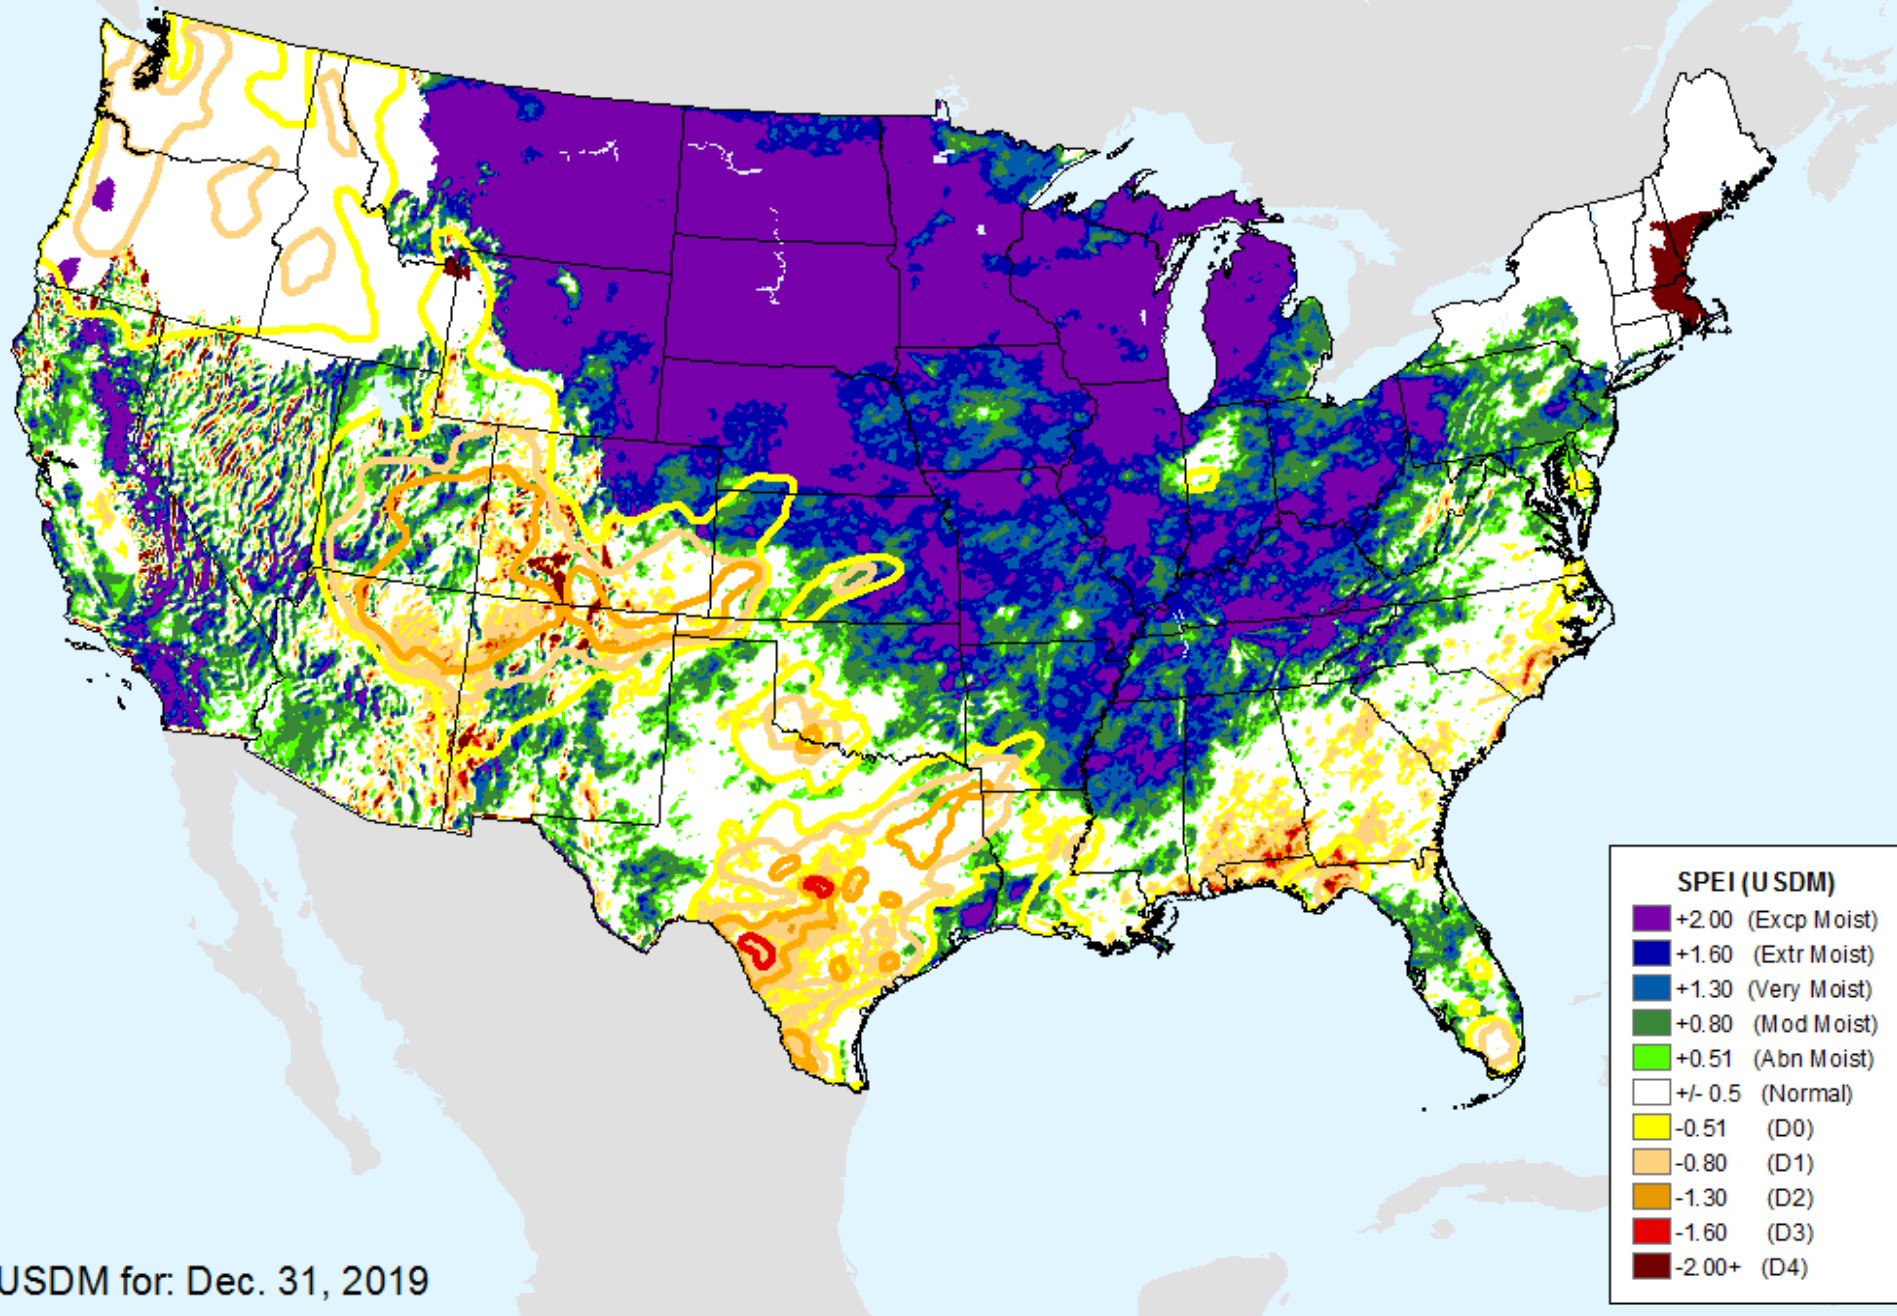 SPEI (USDM)
+2.00 (Excp Moist)
+1.60 (Extr Moist)
+1.30 (Very Moist)
+0.80 (Mod Moist)
+0.51 (Abn Moist)
+/- 0.5 (Normal)
-0.51 (D0)
-0.80 (D1)
-1.30 (D2)
-1.60 (D3)
-2.00+ (D4)
USDM for: Dec. 31, 2019